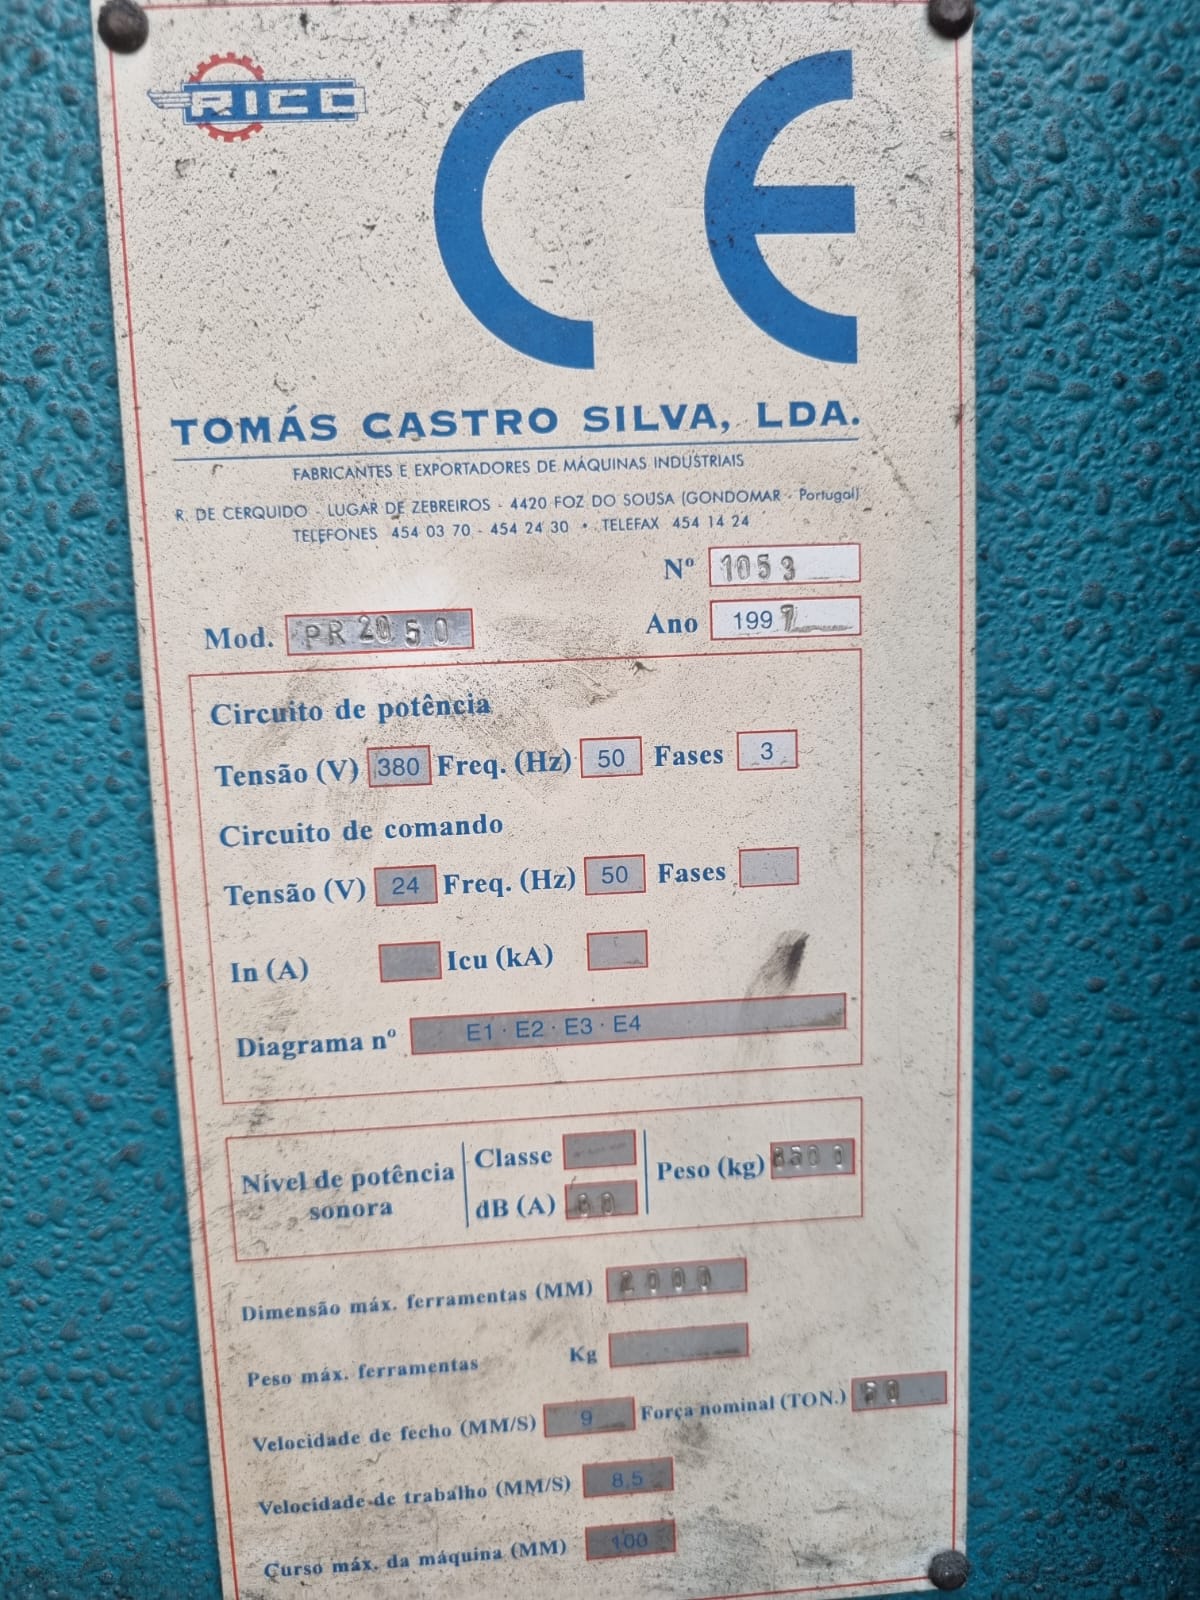 RICO
CE
TOMÁS CASTRO SILVA, LDA.
FABRICANTES E EXPORTADORES DE MÁQUINAS INDUSTRIAIS
R. DE CERQUIDO - LUGAR DE ZEBREIROS - 4420 FOZ DO SOUSA (GONDOMAR - Portugal)
TELEFONES 454 03 70 - 454 24 30 • TELEFAX 454 14 24
Nº 1053
Mod. PR 2050 Ano 1997
Circuito de potência
Tensão (V) 380 Freq. (Hz) 50 Fases 3
Circuito de comando
Tensão (V) 24 Freq. (Hz) 50 Fases
In (A) Icu (kA)
Diagrama nº E1 · E2 · E3 · E4
Nível de potência sonora
Classe
dB (A)
Peso (kg)
Dimensão máx. ferramentas (MM) 2000
Peso máx. ferramentas Kg
Velocidade de fecho (MM/S) 9 Força nominal (TON.)
Velocidade de trabalho (MM/S) 8,5
Curso máx. da máquina (MM) 100